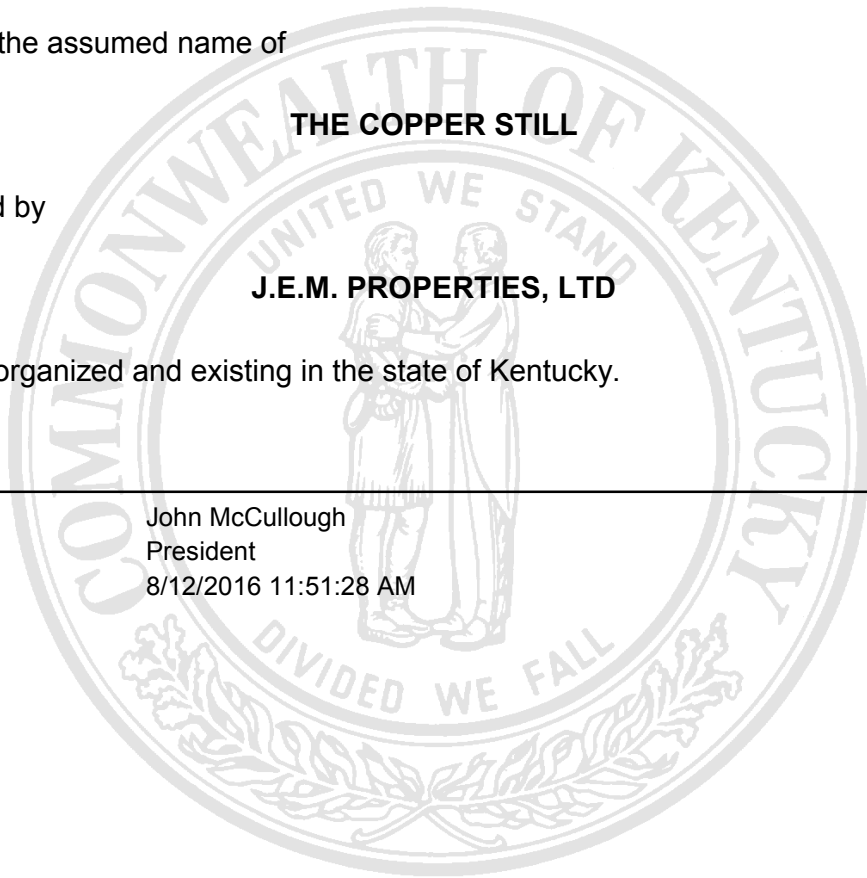 the assumed name of
THE COPPER STILL
d by
J.E.M. PROPERTIES, LTD
organized and existing in the state of Kentucky.
John McCullough
President
8/12/2016 11:51:28 AM
COMMONWEALTH OF KENTUCKY
UNITED WE STAND
DIVIDED WE FALL